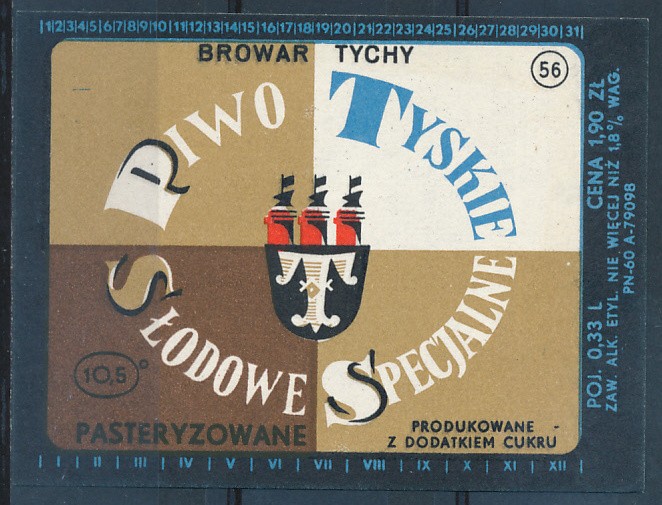 |1|2|3|4|5|6|7|8|9|10|11|12|13|14|15|16|17|18|19|20|21|22|23|24|25|26|27|28|29|30|31|
BROWAR TYCHY
56
PIWO
TYSKIE
SŁODOWE
SPECJALNE
T
10,5°
PASTERYZOWANE
PRODUKOWANE -
Z DODATKIEM CUKRU
| I | II | III | IV | V | VI | VII | VIII | IX | X | XI | XII |
POJ. 0,33 L CENA 1,90 ZŁ
ZAW. ALK. ETYL. NIE WIĘCEJ NIŻ 1,8% WAG.
PN-60 A-79098